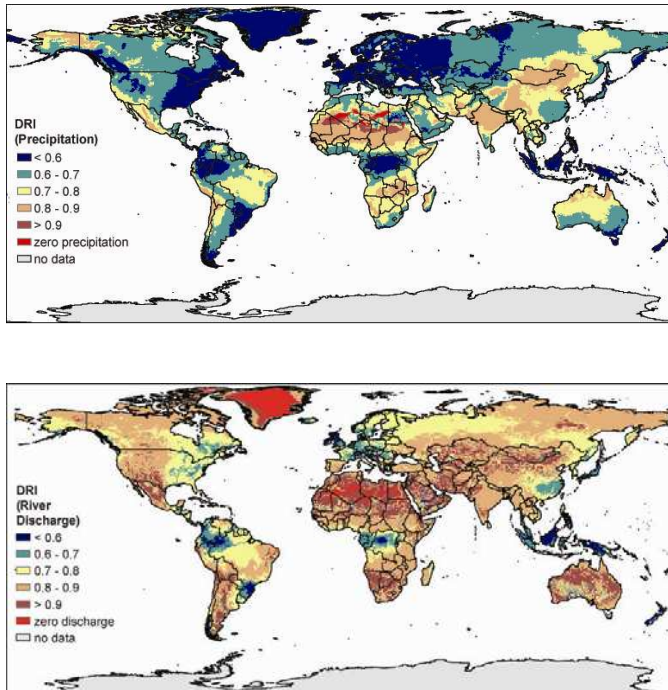 DRI
(Precipitation)
< 0.6
0.6 - 0.7
0.7 - 0.8
0.8 - 0.9
> 0.9
zero precipitation
no data
DRI
(River
Discharge)
< 0.6
0.6 - 0.7
0.7 - 0.8
0.8 - 0.9
> 0.9
zero discharge
no data